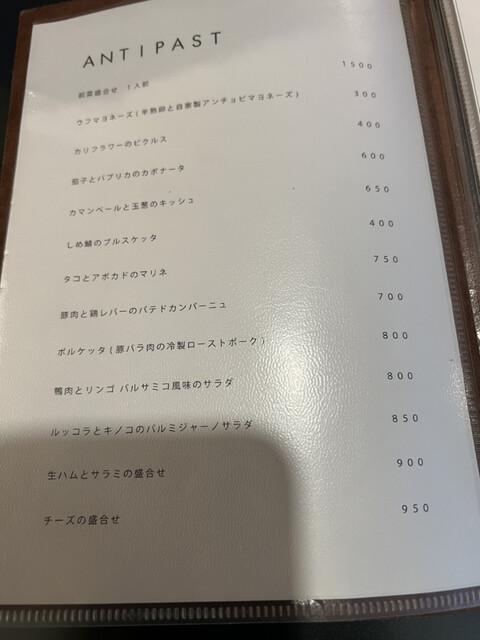 ANTIPAST
前菜盛合せ 1人前 1500
ウフマヨネーズ(半熟卵と自家製アンチョビマヨネーズ) 300
カリフラワーのピクルス 400
茄子とパプリカのカポナータ 600
カマンベールと玉葱のキッシュ 650
しめ鯖のブルスケッタ 400
タコとアボカドのマリネ 750
豚肉と鶏レバーのパテドカンパーニュ 700
ポルケッタ(豚バラ肉の冷製ローストポーク) 800
鴨肉とリンゴ バルサミコ風味のサラダ 800
ルッコラとキノコのパルミジャーノサラダ 850
生ハムとサラミの盛合せ 900
チーズの盛合せ 950